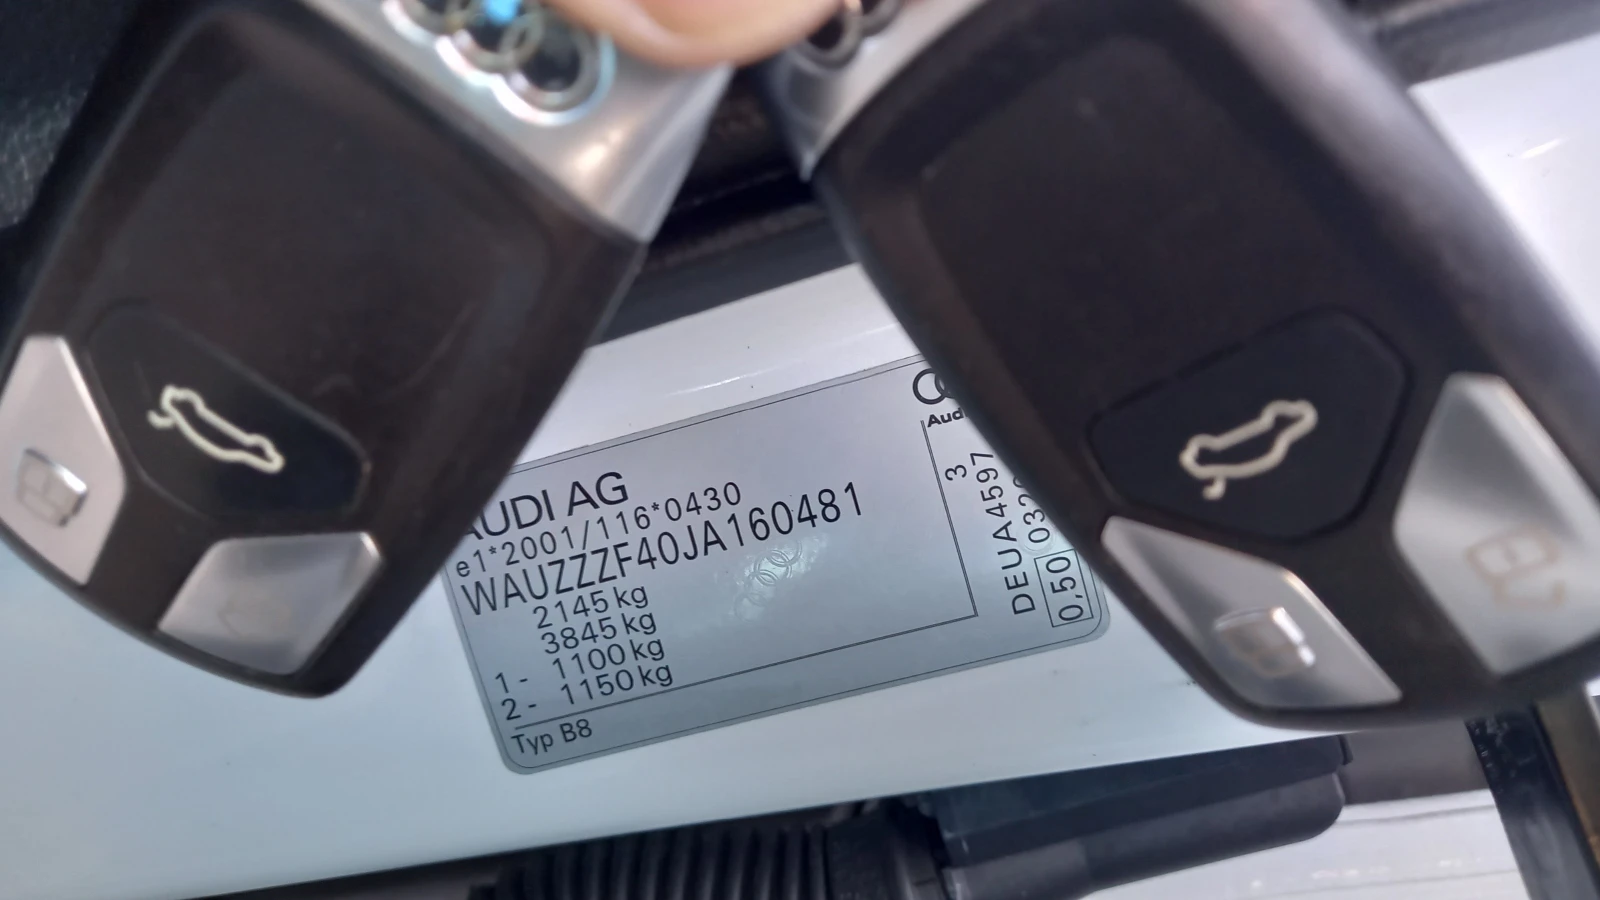 AUDI AG
e1*2001/116*0430
WAUZZZF40JA160481
2145 kg
3845 kg
1 - 1100 kg
2 - 1150 kg
Typ B8
3
DEUA4597
0,50